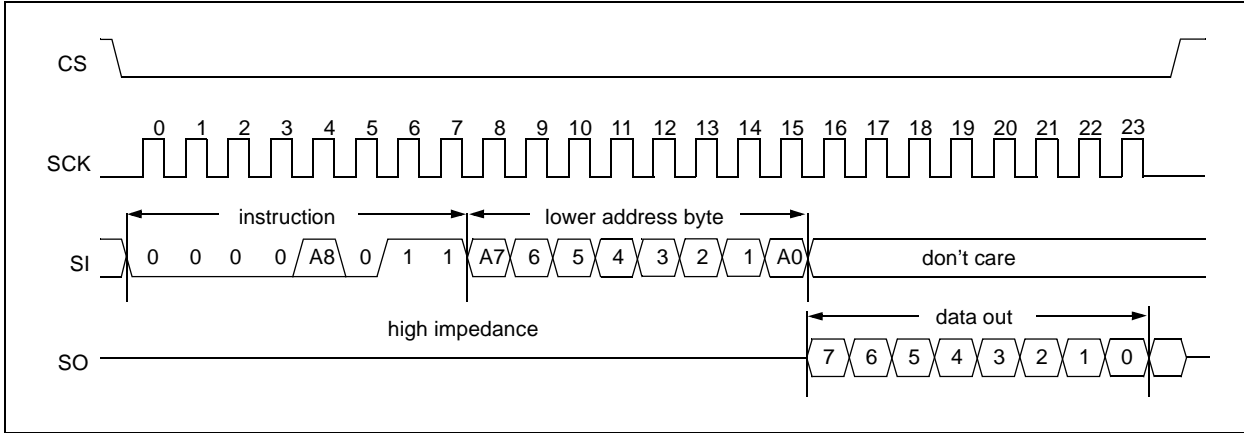 CS
0 1 2 3 4 5 6 7 8 9 10 11 12 13 14 15 16 17 18 19 20 21 22 23
SCK
instruction lower address byte
SI 0 0 0 0 A8 0 1 1 A7 6 5 4 3 2 1 A0 don't care
high impedance data out
SO 7 6 5 4 3 2 1 0